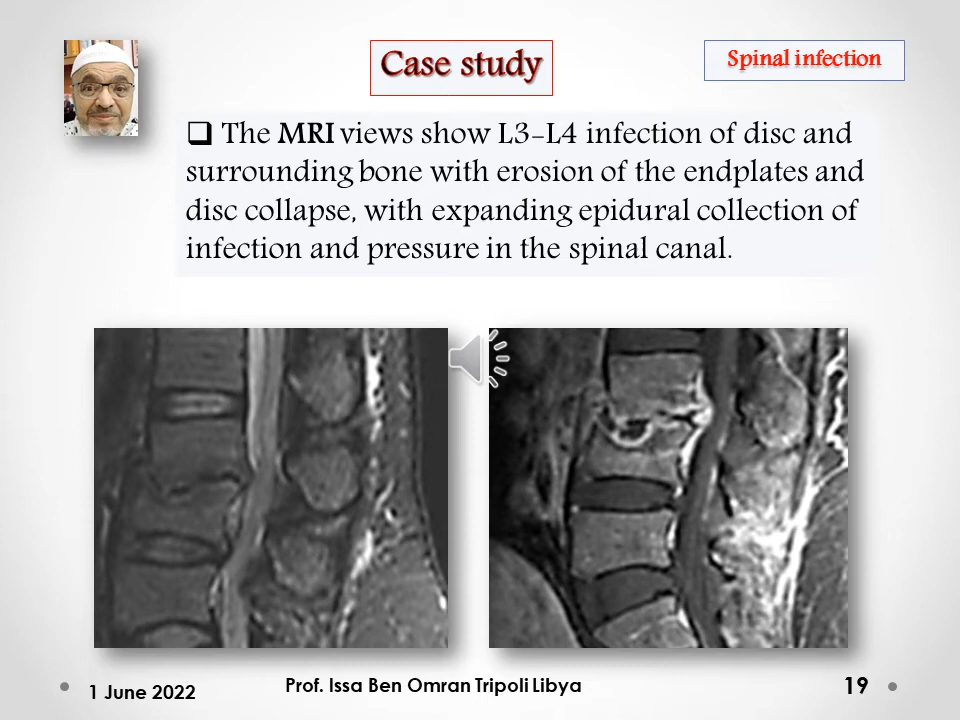 Case study
Spinal infection
❑ The MRI views show L3-L4 infection of disc and
surrounding bone with erosion of the endplates and
disc collapse, with expanding epidural collection of
infection and pressure in the spinal canal.
1 June 2022
Prof. Issa Ben Omran Tripoli Libya
19